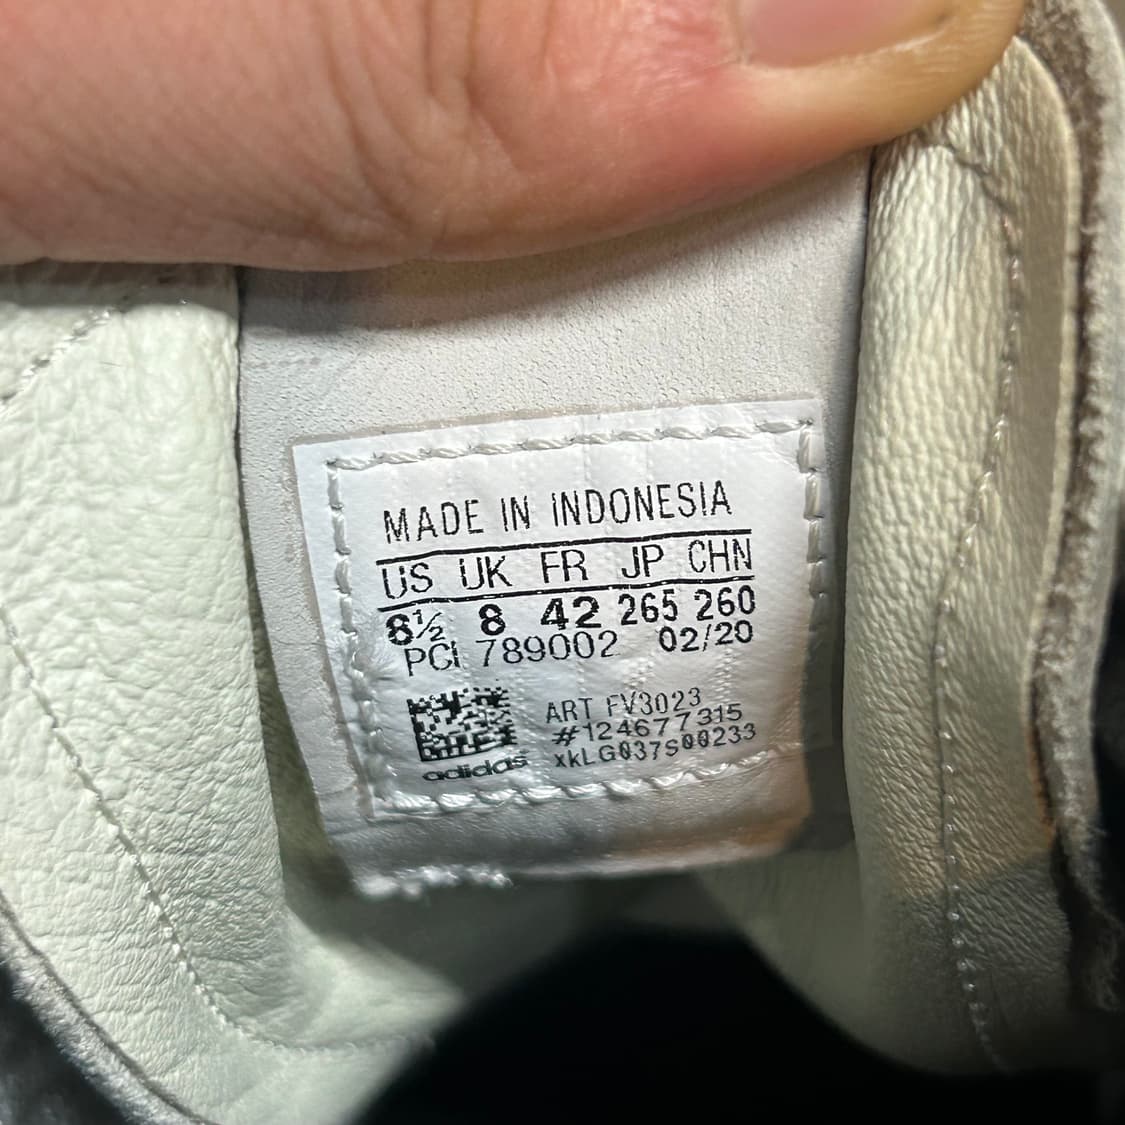 MADE IN INDONESIA
US UK FR JP CHN
8½ 8 42 265 260
PCI 789002 02/20
ART FV3023
#124677315
xkLG037S00233
adidas